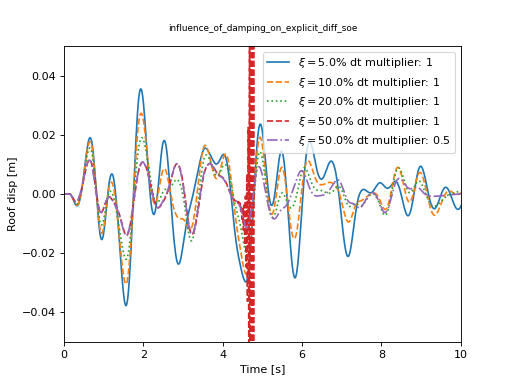 influence_of_damping_on_explicit_diff_soe
ξ = 5.0% dt multiplier: 1
ξ = 10.0% dt multiplier: 1
ξ = 20.0% dt multiplier: 1
ξ = 50.0% dt multiplier: 1
ξ = 50.0% dt multiplier: 0.5
0.04
0.02
0.00
−0.02
−0.04
Roof disp [m]
0 2 4 6 8 10
Time [s]